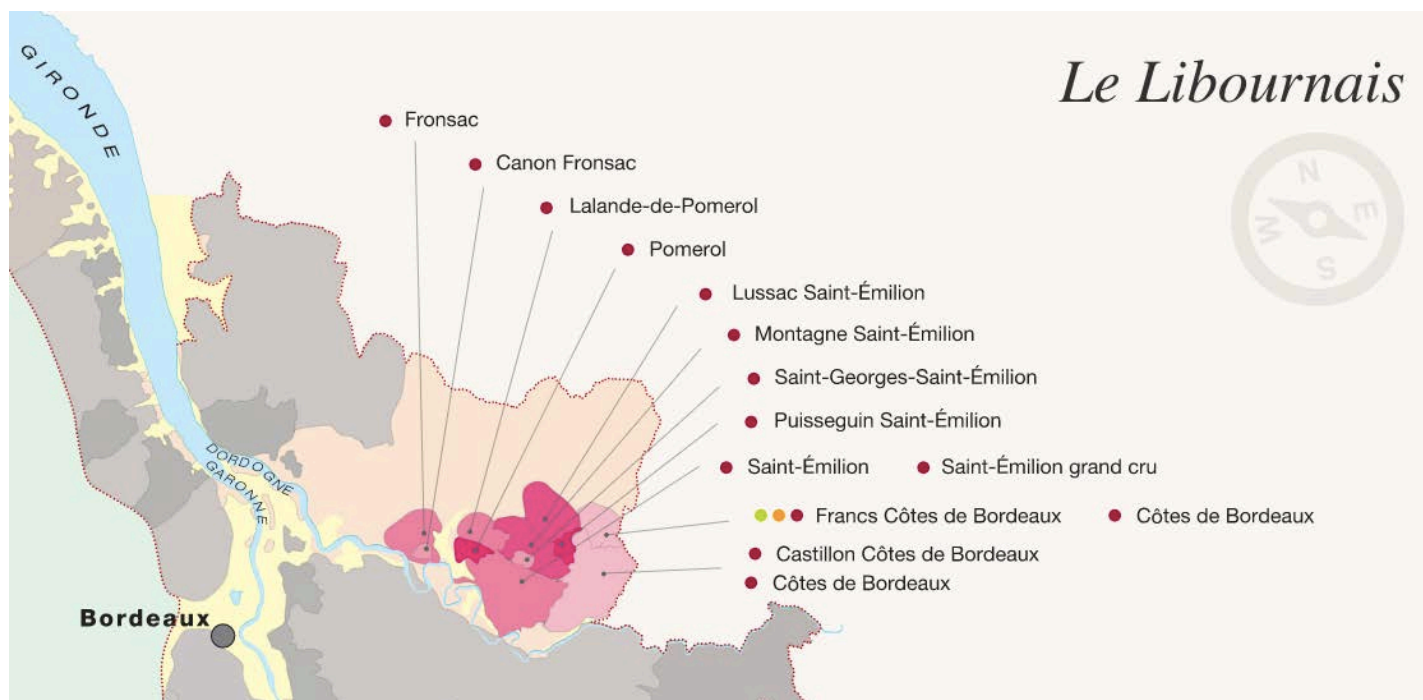 Le Libournais
GIRONDE
Fronsac
Canon Fronsac
Lalande-de-Pomerol
Pomerol
Lussac Saint-Émilion
Montagne Saint-Émilion
Saint-Georges-Saint-Émilion
Puisseguin Saint-Émilion
Saint-Émilion
Saint-Émilion grand cru
Francs Côtes de Bordeaux
Côtes de Bordeaux
Castillon Côtes de Bordeaux
Côtes de Bordeaux
DORDOGNE
GARONNE
Bordeaux
N
E
W
S